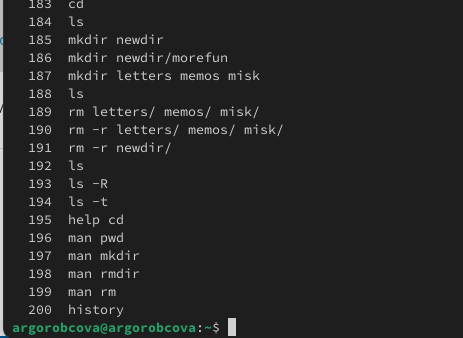 183 cd
184 ls
185 mkdir newdir
186 mkdir newdir/morefun
187 mkdir letters memos misk
188 ls
189 rm letters/ memos/ misk/
190 rm -r letters/ memos/ misk/
191 rm -r newdir/
192 ls
193 ls -R
194 ls -t
195 help cd
196 man pwd
197 man mkdir
198 man rmdir
199 man rm
200 history
argorobcova@argorobcova:~$